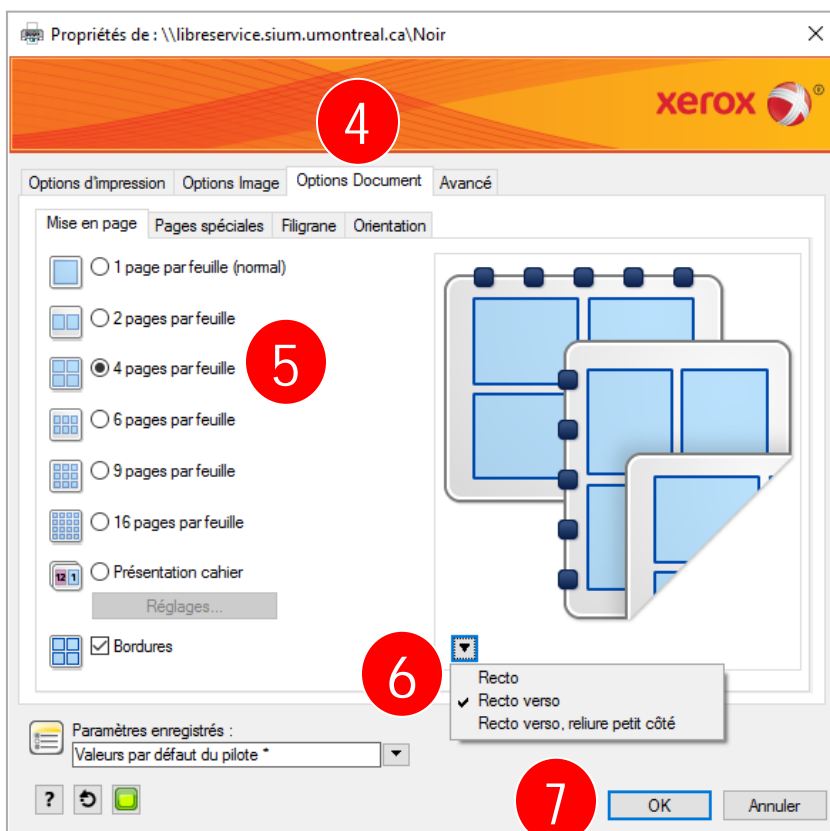 Propriétés de : \\libreservice.sium.umontreal.ca\Noir
xerox ®
4
Options d'impression Options Image Options Document Avancé
Mise en page Pages spéciales Filigrane Orientation
1 page par feuille (normal)
2 pages par feuille
4 pages par feuille
5
6 pages par feuille
9 pages par feuille
16 pages par feuille
12 1 Présentation cahier
Réglages...
Bordures
6
Recto
Recto verso
Recto verso, reliure petit côté
Paramètres enregistrés :
Valeurs par défaut du pilote *
?
7
OK Annuler